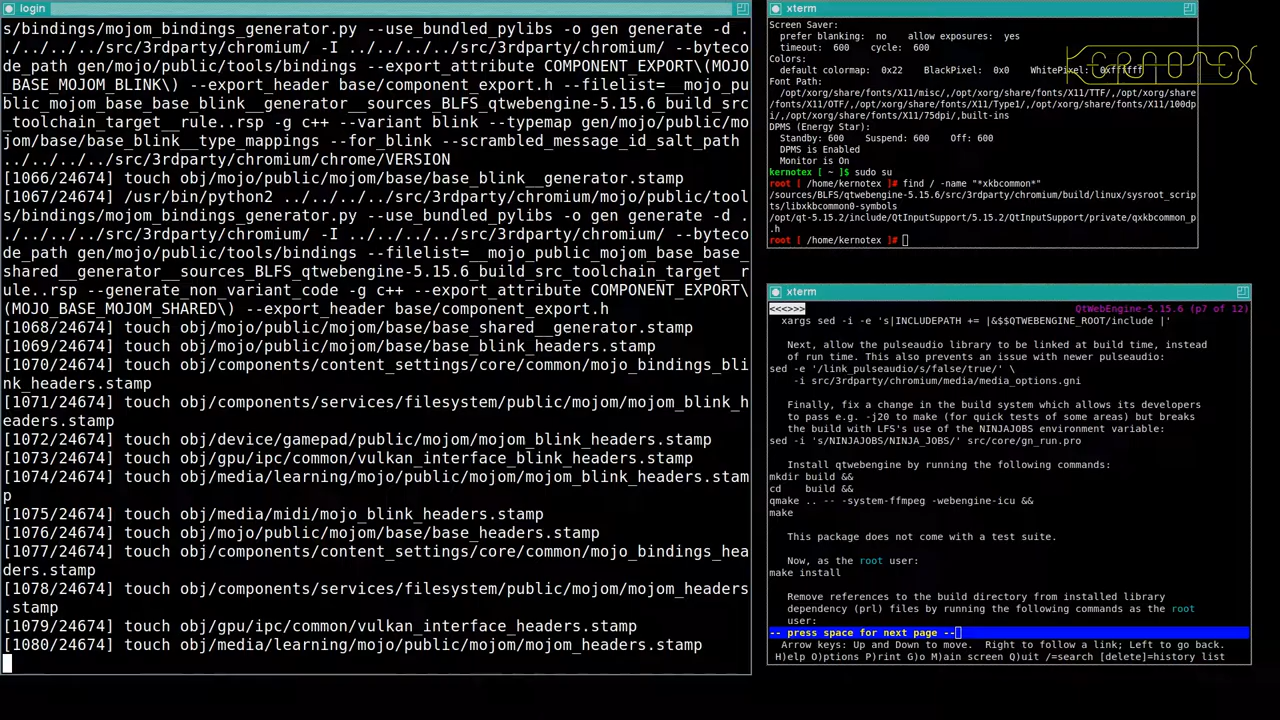 login
s/bindings/mojom_bindings_generator.py --use_bundled_pylibs -o gen generate -d .
./../../../../src/3rdparty/chromium/ -I ../../../../src/3rdparty/chromium/ --byteco
de_path gen/mojo/public/tools/bindings --export_attribute COMPONENT_EXPORT\(MOJO
_BASE_MOJOM_BLINK\) --export_header base/component_export.h --filelist=__mojo_pu
blic_mojom_base_base_blink__generator__sources_BLFS_qtwebengine-5.15.6_build_src
_toolchain_target__rule..rsp -g c++ --variant blink --typemap gen/mojo/public/mo
jom/base/base_blink__type_mappings --for_blink --scrambled_message_id_salt_path
../../../../src/3rdparty/chromium/chrome/VERSION
[1066/24674] touch obj/mojo/public/mojom/base/base_blink__generator.stamp
[1067/24674] /usr/bin/python2 ../../../../src/3rdparty/chromium/mojo/public/tool
s/bindings/mojom_bindings_generator.py --use_bundled_pylibs -o gen generate -d .
./../../../src/3rdparty/chromium/ -I ../../../../src/3rdparty/chromium/ --byteco
de_path gen/mojo/public/tools/bindings --filelist=__mojo_public_mojom_base_base_
shared__generator__sources_BLFS_qtwebengine-5.15.6_build_src_toolchain_target__r
ule..rsp --generate_non_variant_code -g c++ --export_attribute COMPONENT_EXPORT\
(MOJO_BASE_MOJOM_SHARED\) --export_header base/component_export.h
[1068/24674] touch obj/mojo/public/mojom/base/base_shared__generator.stamp
[1069/24674] touch obj/mojo/public/mojom/base/base_blink_headers.stamp
[1070/24674] touch obj/components/content_settings/core/common/mojo_bindings_bli
nk_headers.stamp
[1071/24674] touch obj/components/services/filesystem/public/mojom/mojom_blink_h
eaders.stamp
[1072/24674] touch obj/device/gamepad/public/mojom/mojom_blink_headers.stamp
[1073/24674] touch obj/gpu/ipc/common/vulkan_interface_blink_headers.stamp
[1074/24674] touch obj/media/learning/mojo/public/mojom/mojom_blink_headers.stam
p
[1075/24674] touch obj/media/midi/mojo_blink_headers.stamp
[1076/24674] touch obj/mojo/public/mojom/base/base_headers.stamp
[1077/24674] touch obj/components/content_settings/core/common/mojo_bindings_hea
ders.stamp
[1078/24674] touch obj/components/services/filesystem/public/mojom/mojom_headers
.stamp
[1079/24674] touch obj/gpu/ipc/common/vulkan_interface_headers.stamp
[1080/24674] touch obj/media/learning/mojo/public/mojom/mojom_headers.stamp
xterm
Screen Saver:
prefer blanking: no allow exposures: yes
timeout: 600 cycle: 600
Colors:
default colormap: 0x22 BlackPixel: 0x0 WhitePixel: 0xffffff
Font Path:
/opt/xorg/share/fonts/X11/misc/,/opt/xorg/share/fonts/X11/TTF/,/opt/xorg/share
/fonts/X11/OTF/,/opt/xorg/share/fonts/X11/Type1/,/opt/xorg/share/fonts/X11/100dp
i/,/opt/xorg/share/fonts/X11/75dpi/,built-ins
DPMS (Energy Star):
Standby: 600 Suspend: 600 Off: 600
DPMS is Enabled
Monitor is On
kernotex [ ~ ]$ sudo su
root [ /home/kernotex ]# find / -name "*xkbcommon*"
/sources/BLFS/qtwebengine-5.15.6/src/3rdparty/chromium/build/linux/sysroot_scrip
ts/libxkbcommon0-symbols
/opt/qt-5.15.2/include/QtInputSupport/5.15.2/QtInputSupport/private/qxkbcommon_p
.h
root [ /home/kernotex ]#
KERNOTEX
xterm
<<<>>> QtWebEngine-5.15.6 (p7 of 12)
xargs sed -i -e 's|INCLUDEPATH += |&$$QTWEBENGINE_ROOT/include |'
Next, allow the pulseaudio library to be linked at build time, instead
of run time. This also prevents an issue with newer pulseaudio:
sed -e '/link_pulseaudio/s/false/true/' \
-i src/3rdparty/chromium/media/media_options.gni
Finally, fix a change in the build system which allows its developers
to pass e.g. -j20 to make (for quick tests of some areas) but breaks
the build with LFS's use of the NINJAJOBS environment variable:
sed -i 's/NINJAJOBS/NINJA_JOBS/' src/core/gn_run.pro
Install qtwebengine by running the following commands:
mkdir build &&
cd build &&
qmake .. -- -system-ffmpeg -webengine-icu &&
make
This package does not come with a test suite.
Now, as the root user:
make install
Remove references to the build directory from installed library
dependency (prl) files by running the following commands as the root
user:
-- press space for next page --
Arrow keys: Up and Down to move. Right to follow a link; Left to go back.
H)elp O)ptions P)rint G)o M)ain screen Q)uit /=search [delete]=history list